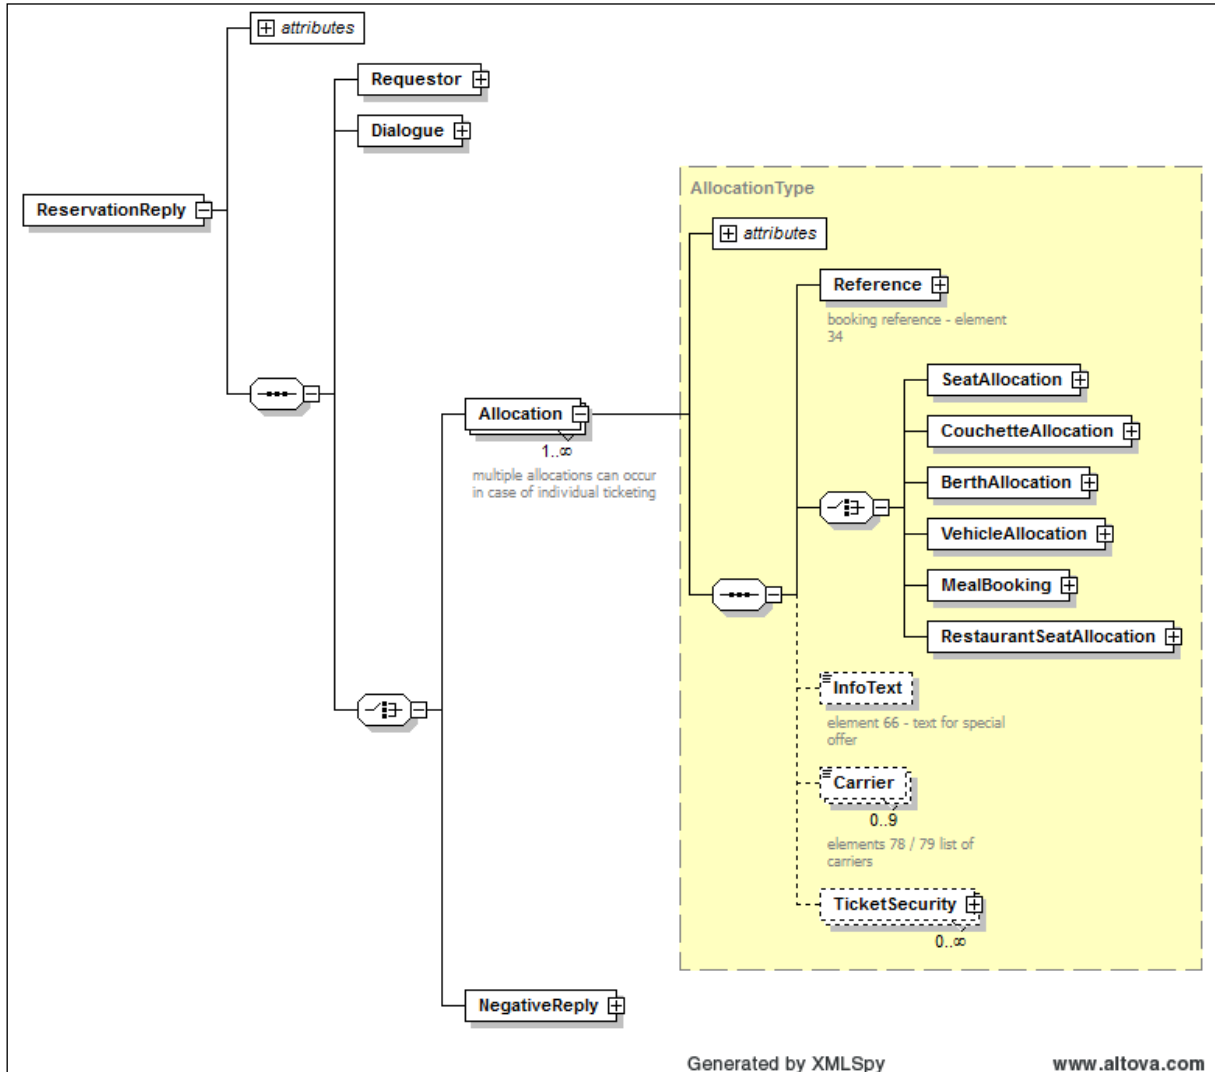 attributes
Requestor
Dialogue
ReservationReply
AllocationType
attributes
Reference
booking reference - element
34
SeatAllocation
Allocation
CouchetteAllocation
1..∞
multiple allocations can occur
in case of individual ticketing
BerthAllocation
VehicleAllocation
MealBooking
RestaurantSeatAllocation
InfoText
element 66 - text for special
offer
Carrier
0..9
elements 78 / 79 list of
carriers
TicketSecurity
0..∞
NegativeReply
Generated by XMLSpy
www.altova.com